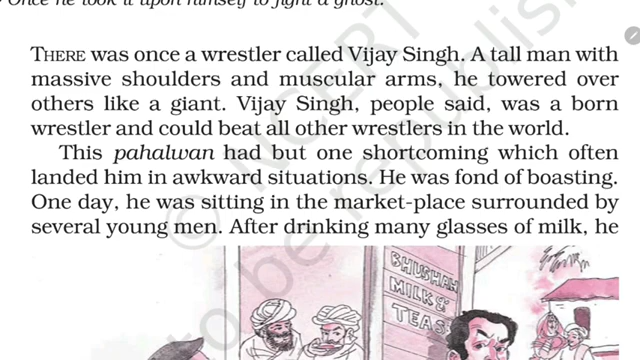 Once he took it upon himself to fight a ghost.
THERE was once a wrestler called Vijay Singh. A tall man with
massive shoulders and muscular arms, he towered over
others like a giant. Vijay Singh, people said, was a born
wrestler and could beat all other wrestlers in the world.
This pahalwan had but one shortcoming which often
landed him in awkward situations. He was fond of boasting.
One day, he was sitting in the market-place surrounded by
several young men. After drinking many glasses of milk, he
BHUSHAN
MILK &
TEAS
© NCERT
to be republish